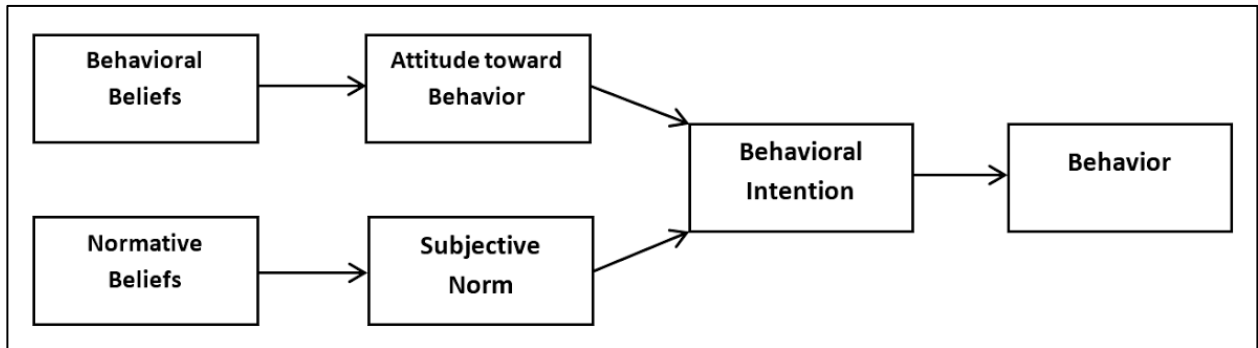 Behavioral
Beliefs
Attitude toward
Behavior
Behavioral
Intention
Behavior
Normative
Beliefs
Subjective
Norm